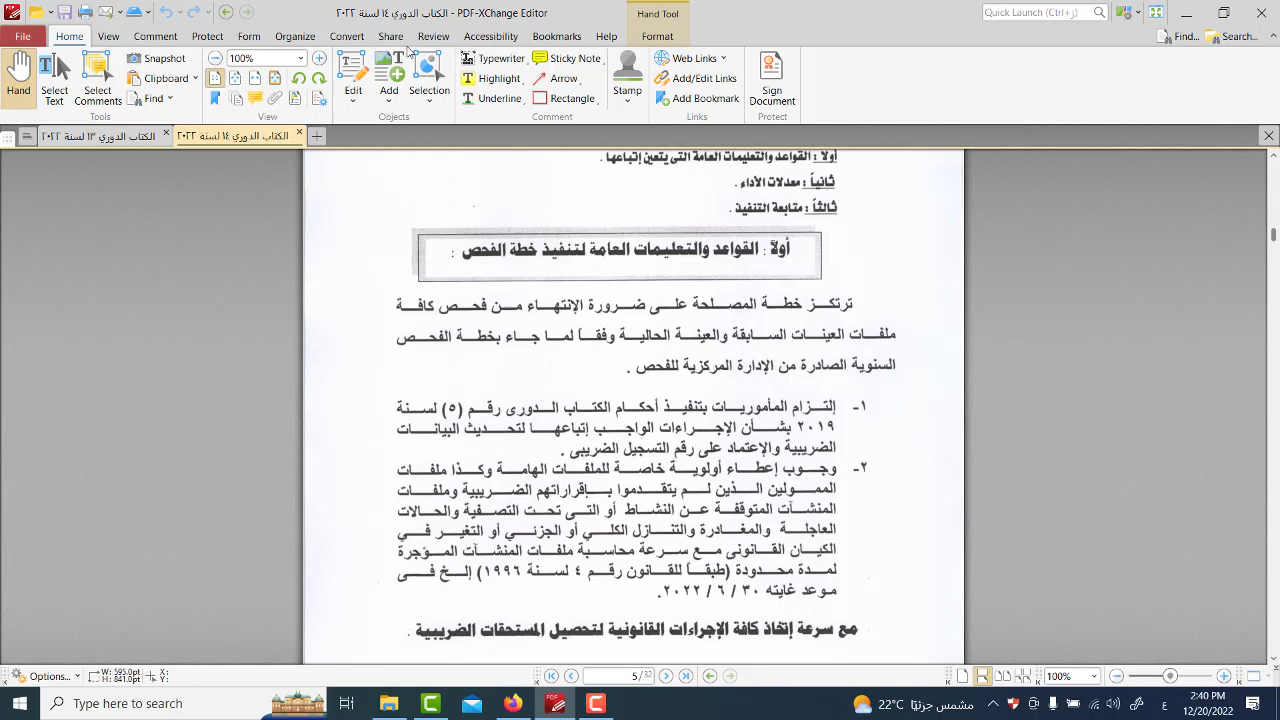 الكتاب الدوري ١٤ لسنة ٢٠٢٢ - PDF-XChange Editor
Hand Tool
Quick Launch (ز+Ctrl)
File Home View Comment Protect Form Organize Convert Share Review Accessibility Bookmarks Help Format Find... Search...
Hand
Select Text
Select Comments
Snapshot
Clipboard
Find
Tools
100%
View
Edit
Add
Selection
Objects
Typewriter
Highlight
Underline
Sticky Note
Arrow
Rectangle
Stamp
Comment
Web Links
Add/Edit Link
Add Bookmark
Links
Sign Document
Protect
الكتاب الدوري ١٣ لسنة ٢٠٢٢
الكتاب الدوري ١٤ لسنة ٢٠٢٢
أولا : القواعد والتعليمات العامة التى يتعين إتباعها .
ثانياً : معدلات الأداء .
ثالثاً : متابعة التنفيذ .
أولاً : القواعد والتعليمات العامة لتنفيذ خطة الفحص :
ترتكز خطة المصلحة على ضرورة الإنتهاء من فحص كافة
ملفات العينات السابقة والعينة الحالية وفقاً لما جاء بخطة الفحص
السنوية الصادرة من الإدارة المركزية للفحص .
١- إلتزام المأموريات بتنفيذ أحكام الكتاب الدورى رقم (٥) لسنة
٢٠١٩ بشأن الإجراءات الواجب إتباعها لتحديث البيانات
الضريبية والإعتماد على رقم التسجيل الضريبى .
٢- وجوب إعطاء أولوية خاصة للملفات الهامة وكذا ملفات
الممولين الذين لم يتقدموا بإقراراتهم الضريبية وملفات
المنشآت المتوقفة عن النشاط أو التى تحت التصفية والحالات
العاجلة والمغادرة والتنازل الكلي أو الجزئي أو التغير في
الكيان القانونى مع سرعة محاسبة ملفات المنشآت المؤجرة
لمدة محدودة (طبقاً للقانون رقم ٤ لسنة ١٩٩٦) إلخ فى
موعد غايته ٣٠ / ٦ / ٢٠٢٢.
مع سرعة إتخاذ كافة الإجراءات القانونية لتحصيل المستحقات الضريبية .
Options...
W: 595.0pt
H: 841.0pt
X:
Y:
5 /32
100%
Type here to search
22°C مشمس جزئيًا
2:40 PM
12/20/2022